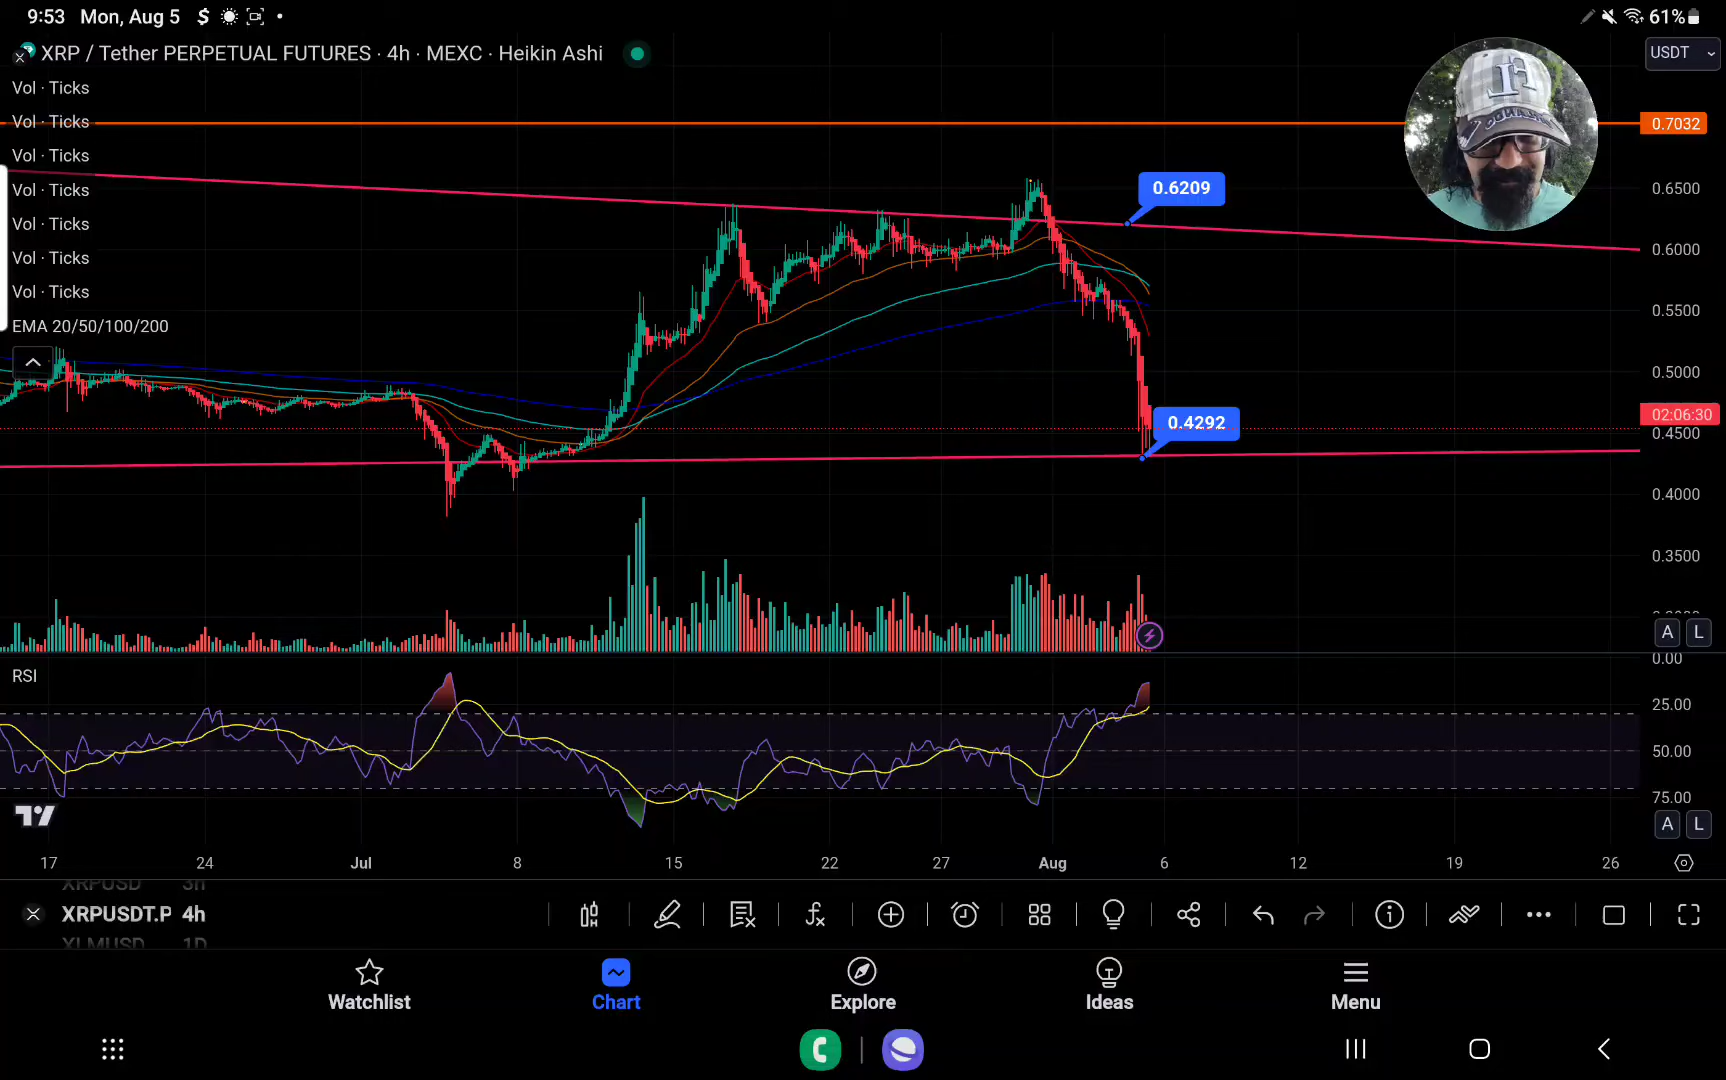 9:53 Mon, Aug 5 $
61%
XRP / Tether PERPETUAL FUTURES · 4h · MEXC · Heikin Ashi
USDT
Vol · Ticks
Vol · Ticks
0.7032
Vol · Ticks
Vol · Ticks
0.6209
0.6500
Vol · Ticks
0.6000
Vol · Ticks
Vol · Ticks
0.5500
EMA 20/50/100/200
0.5000
02:06:30
0.4292
0.4500
0.4000
0.3500
A L
0.00
RSI
25.00
50.00
75.00
A L
17 24 Jul 8 15 22 27 Aug 6 12 19 26
XRPUSD 3h
XRPUSDT.P 4h
XLMUSD 1D
Watchlist
Chart
Explore
Ideas
Menu